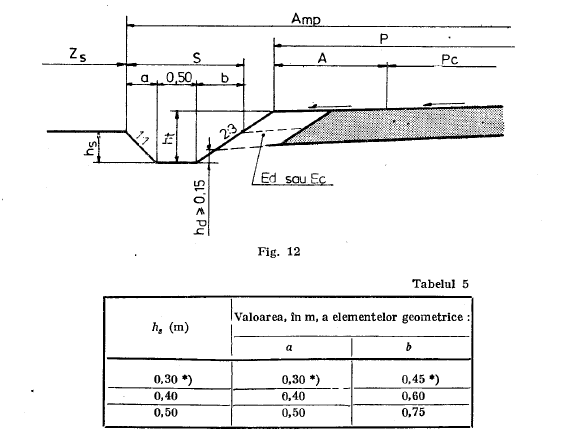 Amp
P
Zs
S
A
Pc
a
0,50
b
hs
1:1
ht
2:3
hd ⩾ 0,15
Ed sau Eç
Fig. 12
Tabelul 5
hs (m)
Valoarea, în m, a elementelor geometrice :
a
b
0,30 *)
0,30 *)
0,45 *)
0,40
0,40
0,60
0,50
0,50
0,75